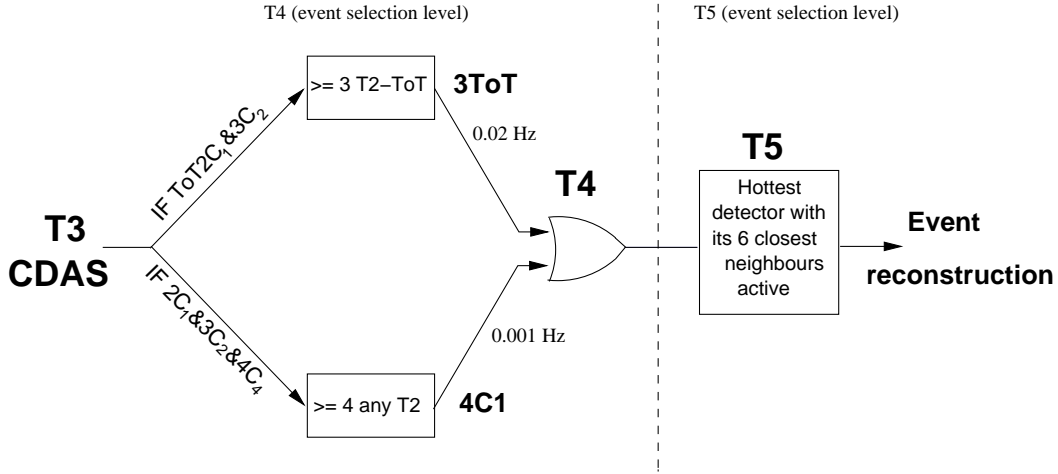 T4 (event selection level)
T5 (event selection level)
>= 3 T2−ToT
3ToT
IF ToT2C₁&3C₂
0.02 Hz
T4
T3
CDAS
IF 2C₁&3C₂&4C₄
>= 4 any T2
4C1
0.001 Hz
T5
Hottest
detector with
its 6 closest
neighbours
active
Event
reconstruction